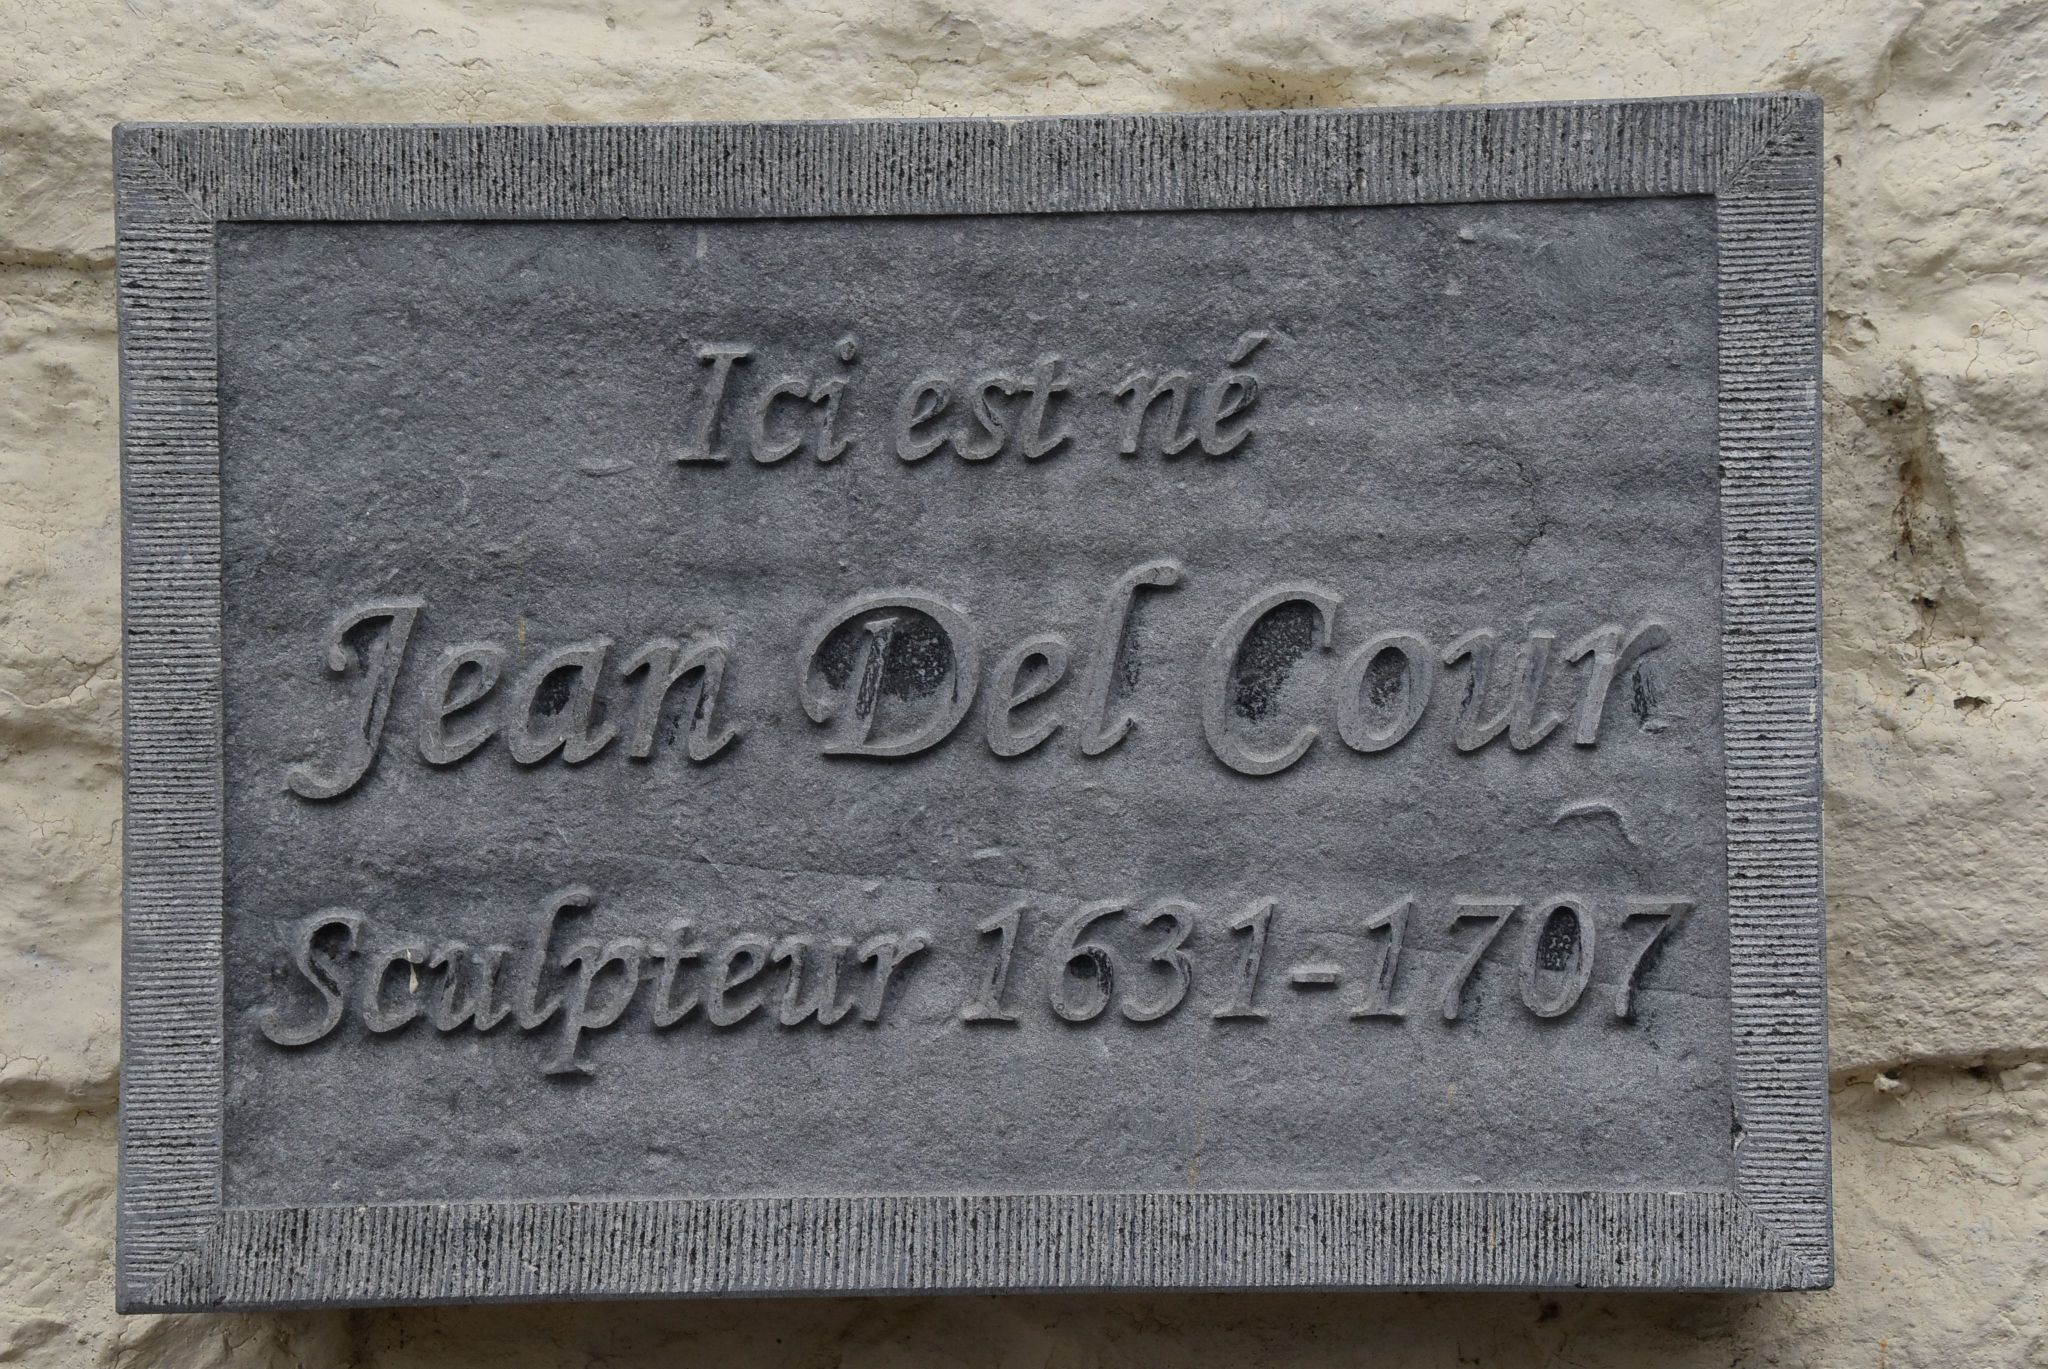 Ici est né
Jean Del Cour
Sculpteur 1631-1707